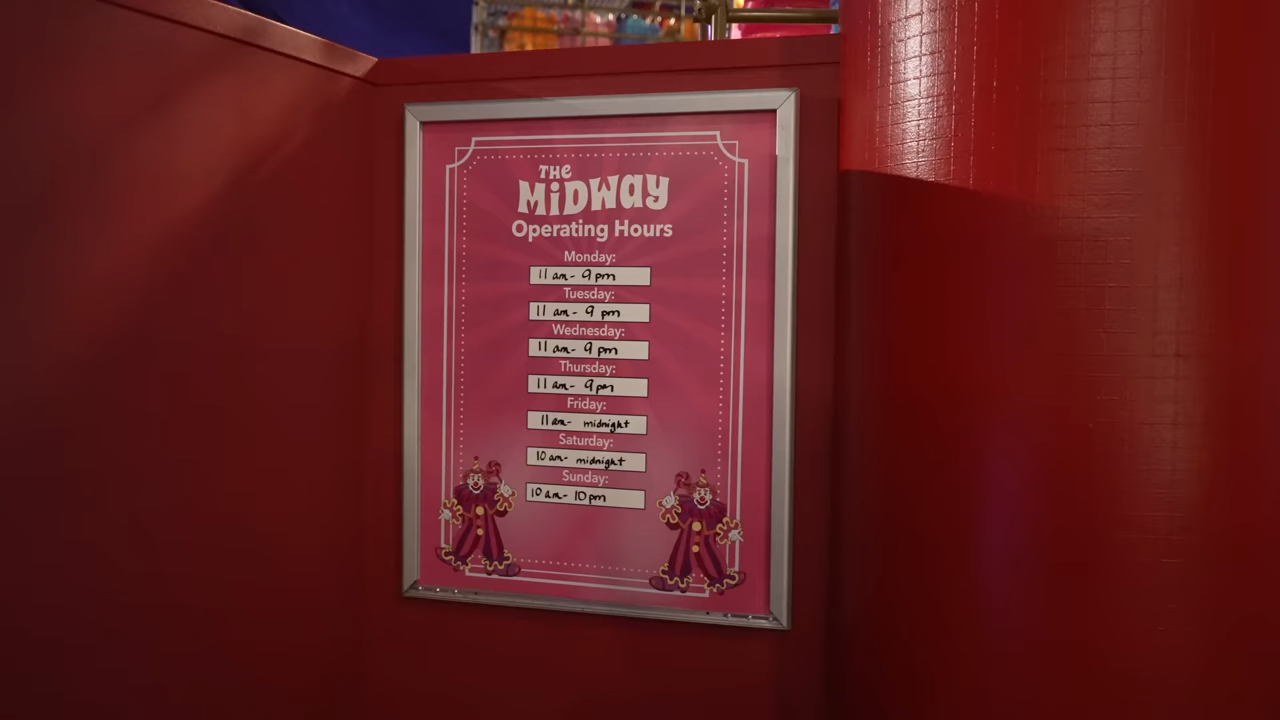 THE
MiDWAY
Operating Hours
Monday:
11 am- 9 pm
Tuesday:
11 am- 9 pm
Wednesday:
11 am- 9 pm
Thursday:
11 am- 9 pm
Friday:
11 am- midnight
Saturday:
10 am- midnight
Sunday:
10 am- 10 pm